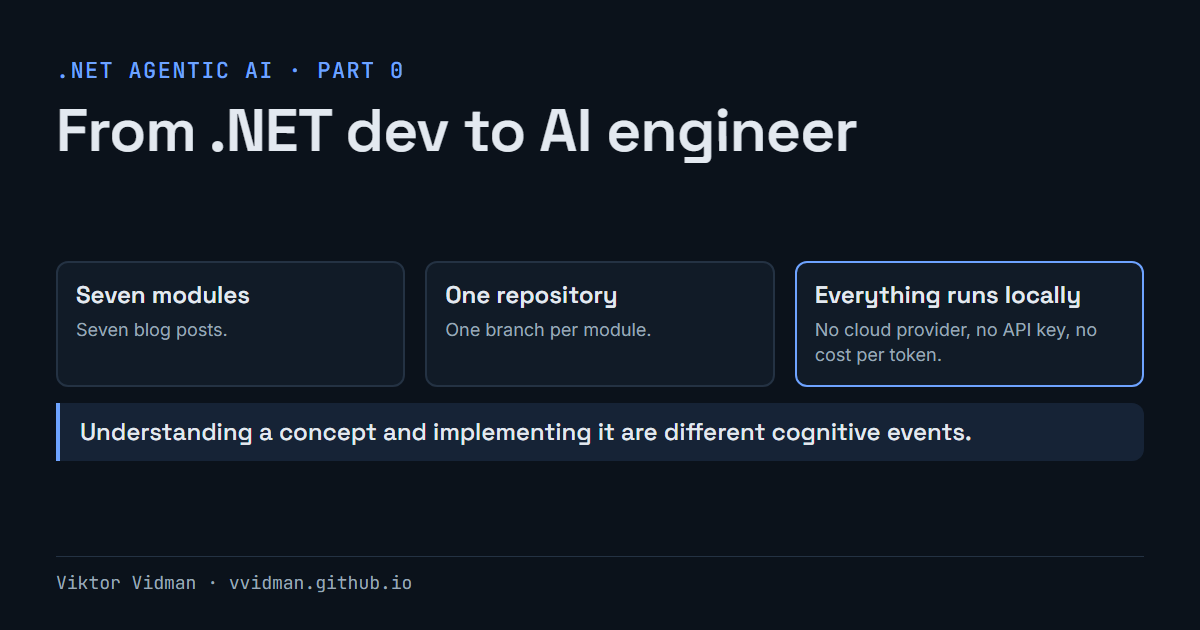 .NET AGENTIC AI · PART 0
From .NET dev to AI engineer
Seven modules
Seven blog posts.
One repository
One branch per module.
Everything runs locally
No cloud provider, no API key, no
cost per token.
Understanding a concept and implementing it are different cognitive events.
Viktor Vidman · vvidman.github.io